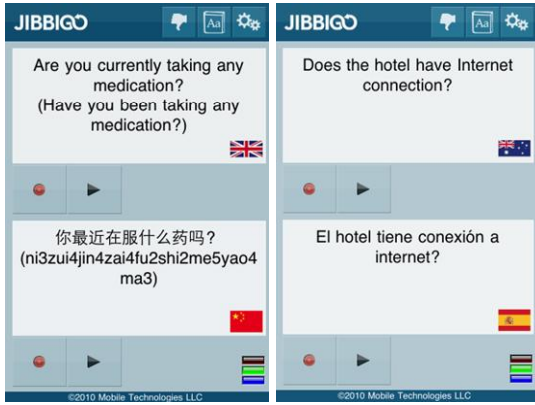 JIBBIGO
Aa
Are you currently taking any
medication?
(Have you been taking any
medication?)
你最近在服什么药吗?
(ni3zui4jin4zai4fu2shi2me5yao4
ma3)
©2010 Mobile Technologies LLC
JIBBIGO
Aa
Does the hotel have Internet
connection?
El hotel tiene conexión a
internet?
©2010 Mobile Technologies LLC